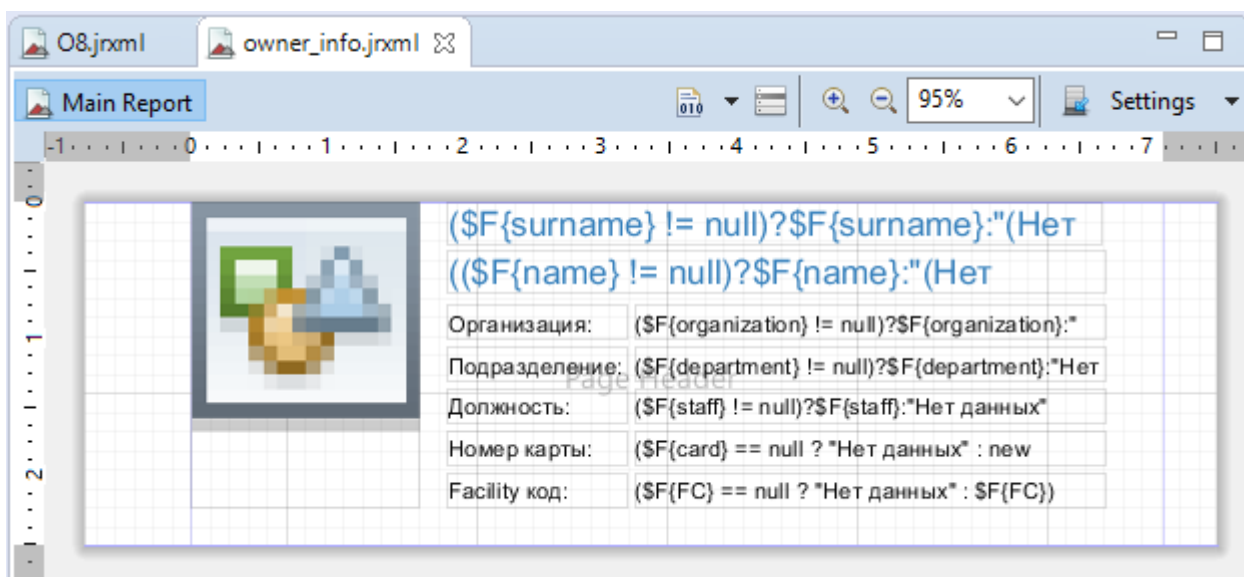 O8.jrxml owner_info.jrxml
Main Report 95% Settings
-1 0 1 2 3 4 5 6 7
0
1
2
($F{surname} != null)?$F{surname}:"(Нет
(($F{name} != null)?$F{name}:"(Нет
Организация: ($F{organization} != null)?$F{organization}:"
Подразделение: ($F{department} != null)?$F{department}:"Нет
Page Header
Должность: ($F{staff} != null)?$F{staff}:"Нет данных"
Номер карты: ($F{card} == null ? "Нет данных" : new
Facility код: ($F{FC} == null ? "Нет данных" : $F{FC})